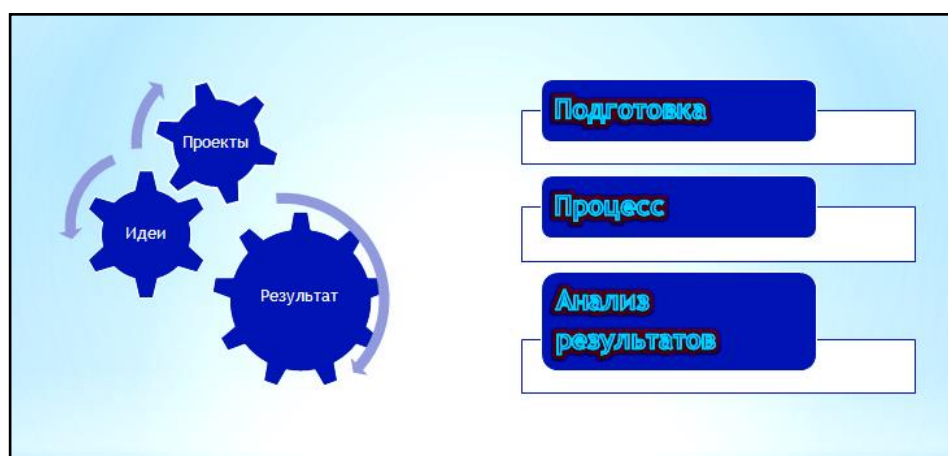 Проекты
Идеи
Результат
Подготовка
Процесс
Анализ
результатов